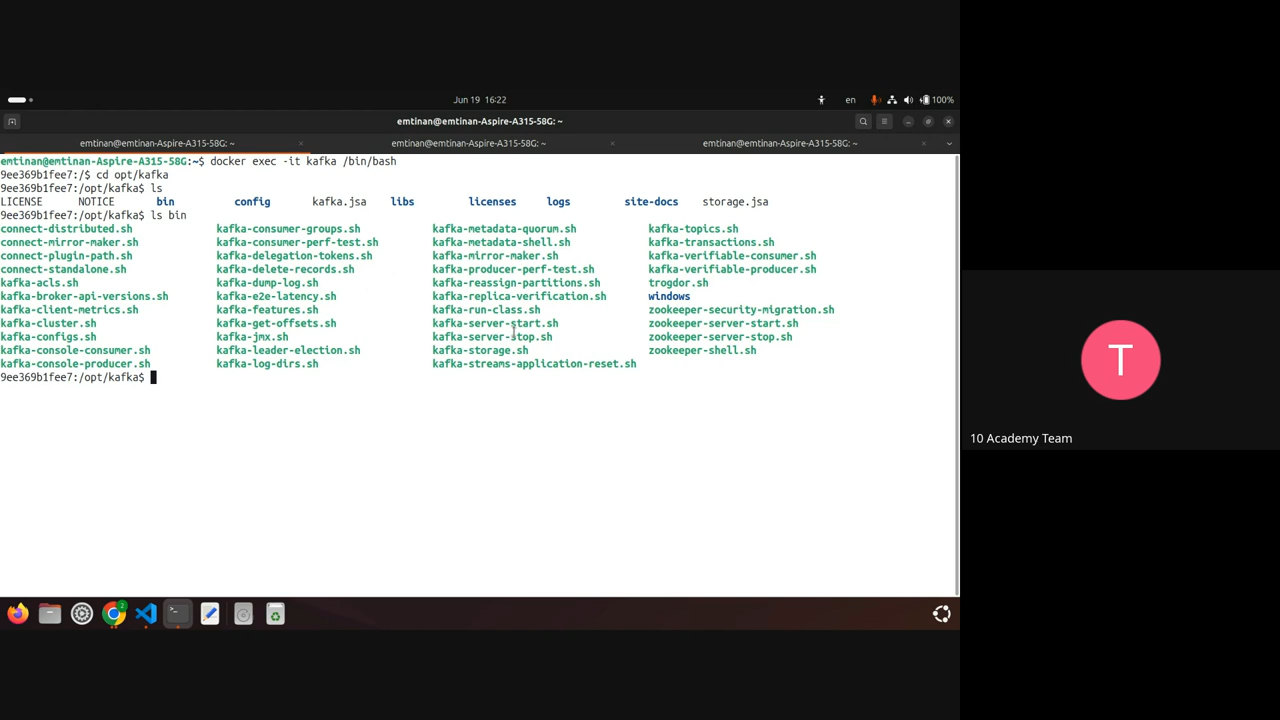 Jun 19 16:22
en
100%
emtinan@emtinan-Aspire-A315-58G: ~
emtinan@emtinan-Aspire-A315-58G: ~ × emtinan@emtinan-Aspire-A315-58G: ~ × emtinan@emtinan-Aspire-A315-58G: ~ ×
emtinan@emtinan-Aspire-A315-58G:~$ docker exec -it kafka /bin/bash
9ee369b1fee7:/$ cd opt/kafka
9ee369b1fee7:/opt/kafka$ ls
LICENSE NOTICE bin config kafka.jsa libs licenses logs site-docs storage.jsa
9ee369b1fee7:/opt/kafka$ ls bin
connect-distributed.sh kafka-consumer-groups.sh kafka-metadata-quorum.sh kafka-topics.sh
connect-mirror-maker.sh kafka-consumer-perf-test.sh kafka-metadata-shell.sh kafka-transactions.sh
connect-plugin-path.sh kafka-delegation-tokens.sh kafka-mirror-maker.sh kafka-verifiable-consumer.sh
connect-standalone.sh kafka-delete-records.sh kafka-producer-perf-test.sh kafka-verifiable-producer.sh
kafka-acls.sh kafka-dump-log.sh kafka-reassign-partitions.sh trogdor.sh
kafka-broker-api-versions.sh kafka-e2e-latency.sh kafka-replica-verification.sh windows
kafka-client-metrics.sh kafka-features.sh kafka-run-class.sh zookeeper-security-migration.sh
kafka-cluster.sh kafka-get-offsets.sh kafka-server-start.sh zookeeper-server-start.sh
kafka-configs.sh kafka-jmx.sh kafka-server-stop.sh zookeeper-server-stop.sh
kafka-console-consumer.sh kafka-leader-election.sh kafka-storage.sh zookeeper-shell.sh
kafka-console-producer.sh kafka-log-dirs.sh kafka-streams-application-reset.sh
9ee369b1fee7:/opt/kafka$
2
T
10 Academy Team